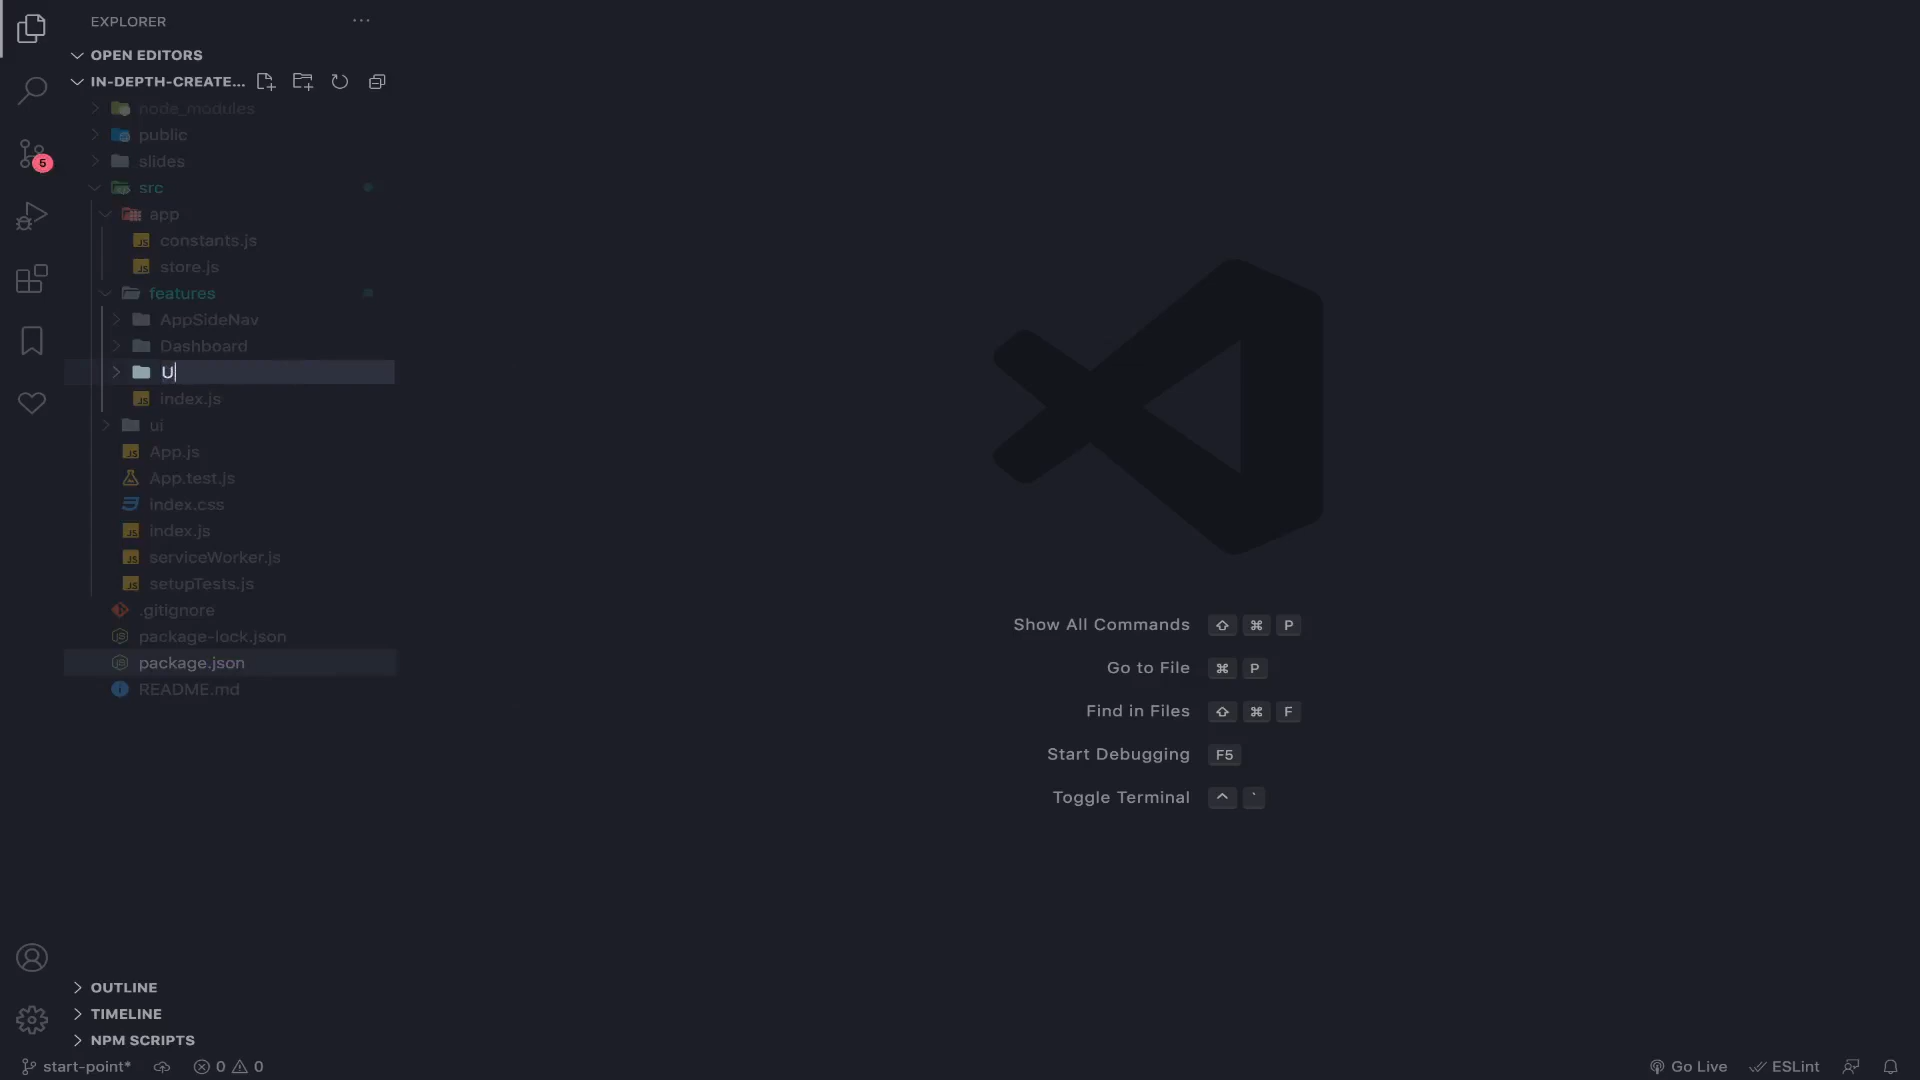 EXPLORER
OPEN EDITORS
IN-DEPTH-CREATE...
node_modules
public
slides
src
app
constants.js
store.js
features
AppSideNav
Dashboard
U
index.js
ui
App.js
App.test.js
index.css
index.js
serviceWorker.js
setupTests.js
.gitignore
package-lock.json
package.json
README.md
5
Show All Commands ⌘ P
Go to File ⌘ P
Find in Files ⌘ F
Start Debugging F5
Toggle Terminal ^ `
OUTLINE
TIMELINE
NPM SCRIPTS
start-point* 0 0 Go Live ESLint